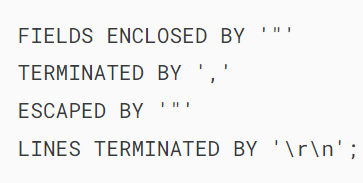 FIELDS ENCLOSED BY '"'
TERMINATED BY ','
ESCAPED BY '"'
LINES TERMINATED BY '\r\n';